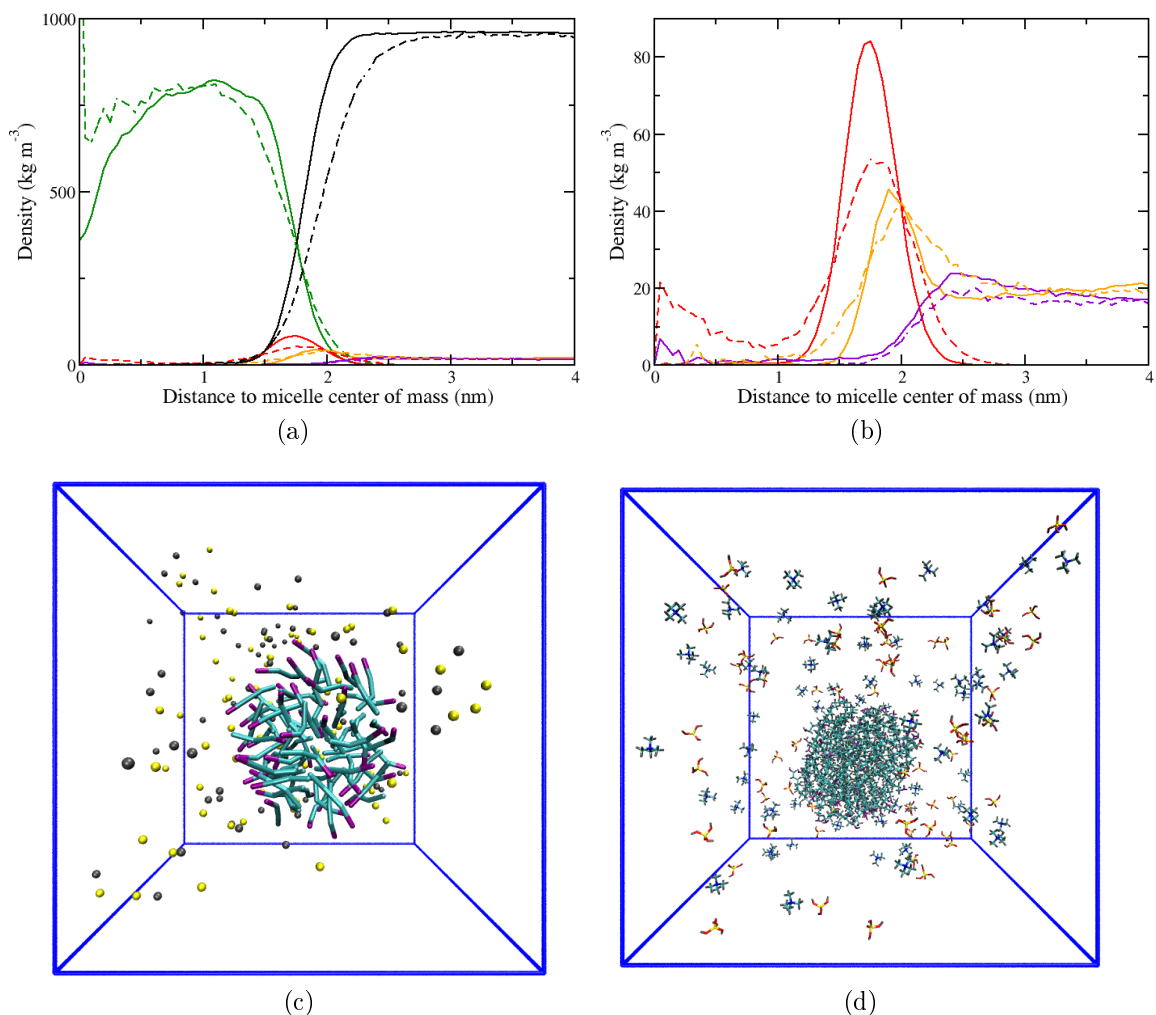 1000
500
0
Density (kg m⁻³)
0 1 2 3 4
Distance to micelle center of mass (nm)
(a)
80
60
40
20
0
Density (kg m⁻³)
0 1 2 3 4
Distance to micelle center of mass (nm)
(b)
(c)
(d)